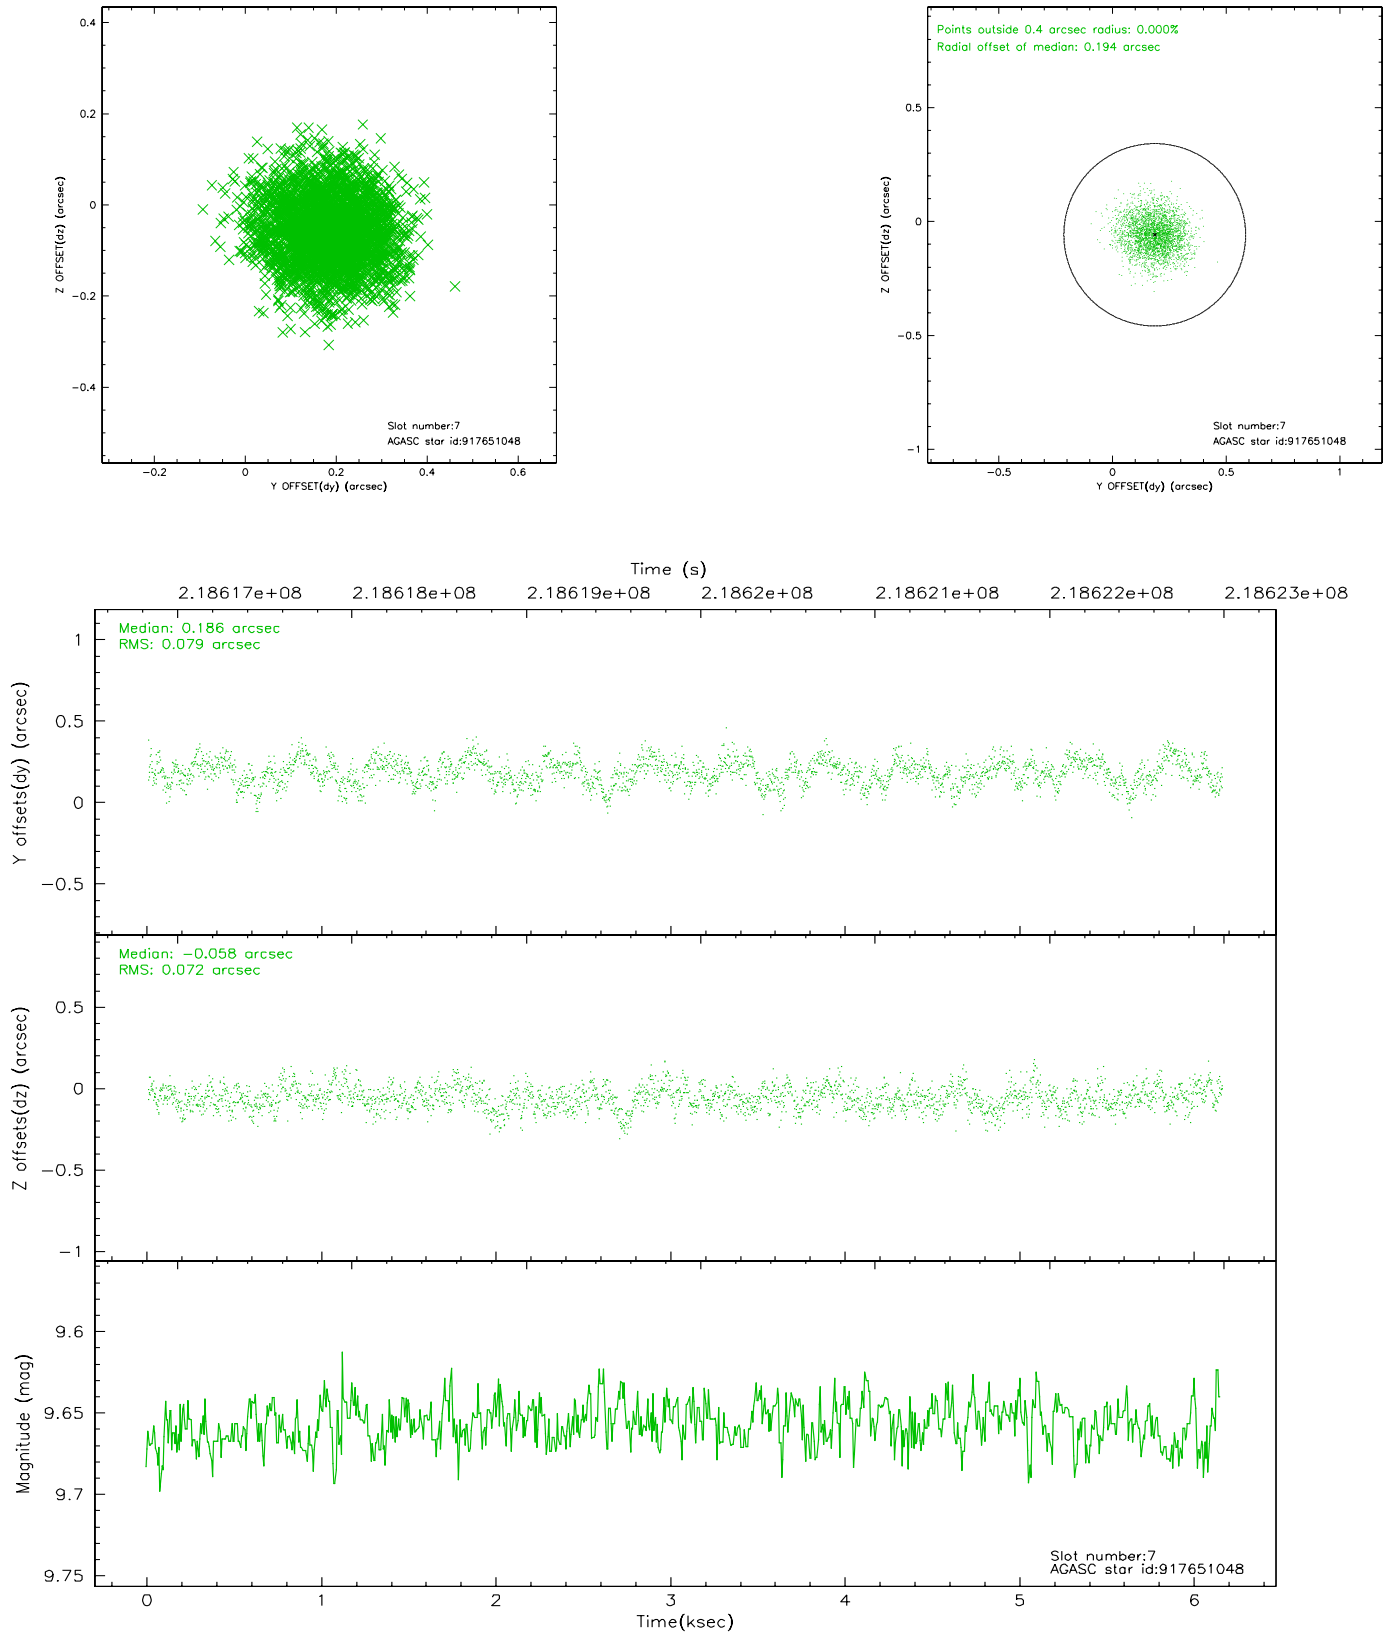 0.4
0.2
0
−0.2
−0.4
Z OFFSET(dz) (arcsec)
Slot number:7
AGASC star id:917651048
−0.2 0 0.2 0.4 0.6
Y OFFSET(dy) (arcsec)
Points outside 0.4 arcsec radius: 0.000%
Radial offset of median: 0.194 arcsec
0.5
0
−0.5
−1
Z OFFSET(dz) (arcsec)
Slot number:7
AGASC star id:917651048
−0.5 0 0.5 1
Y OFFSET(dy) (arcsec)
Time (s)
2.18617e+08 2.18618e+08 2.18619e+08 2.1862e+08 2.18621e+08 2.18622e+08 2.18623e+08
Median: 0.186 arcsec
RMS: 0.079 arcsec
1
0.5
0
−0.5
Y offsets(dy) (arcsec)
Median: −0.058 arcsec
RMS: 0.072 arcsec
0.5
0
−0.5
−1
Z offsets(dz) (arcsec)
9.6
9.65
9.7
9.75
Magnitude (mag)
Slot number:7
AGASC star id:917651048
0 1 2 3 4 5 6
Time(ksec)